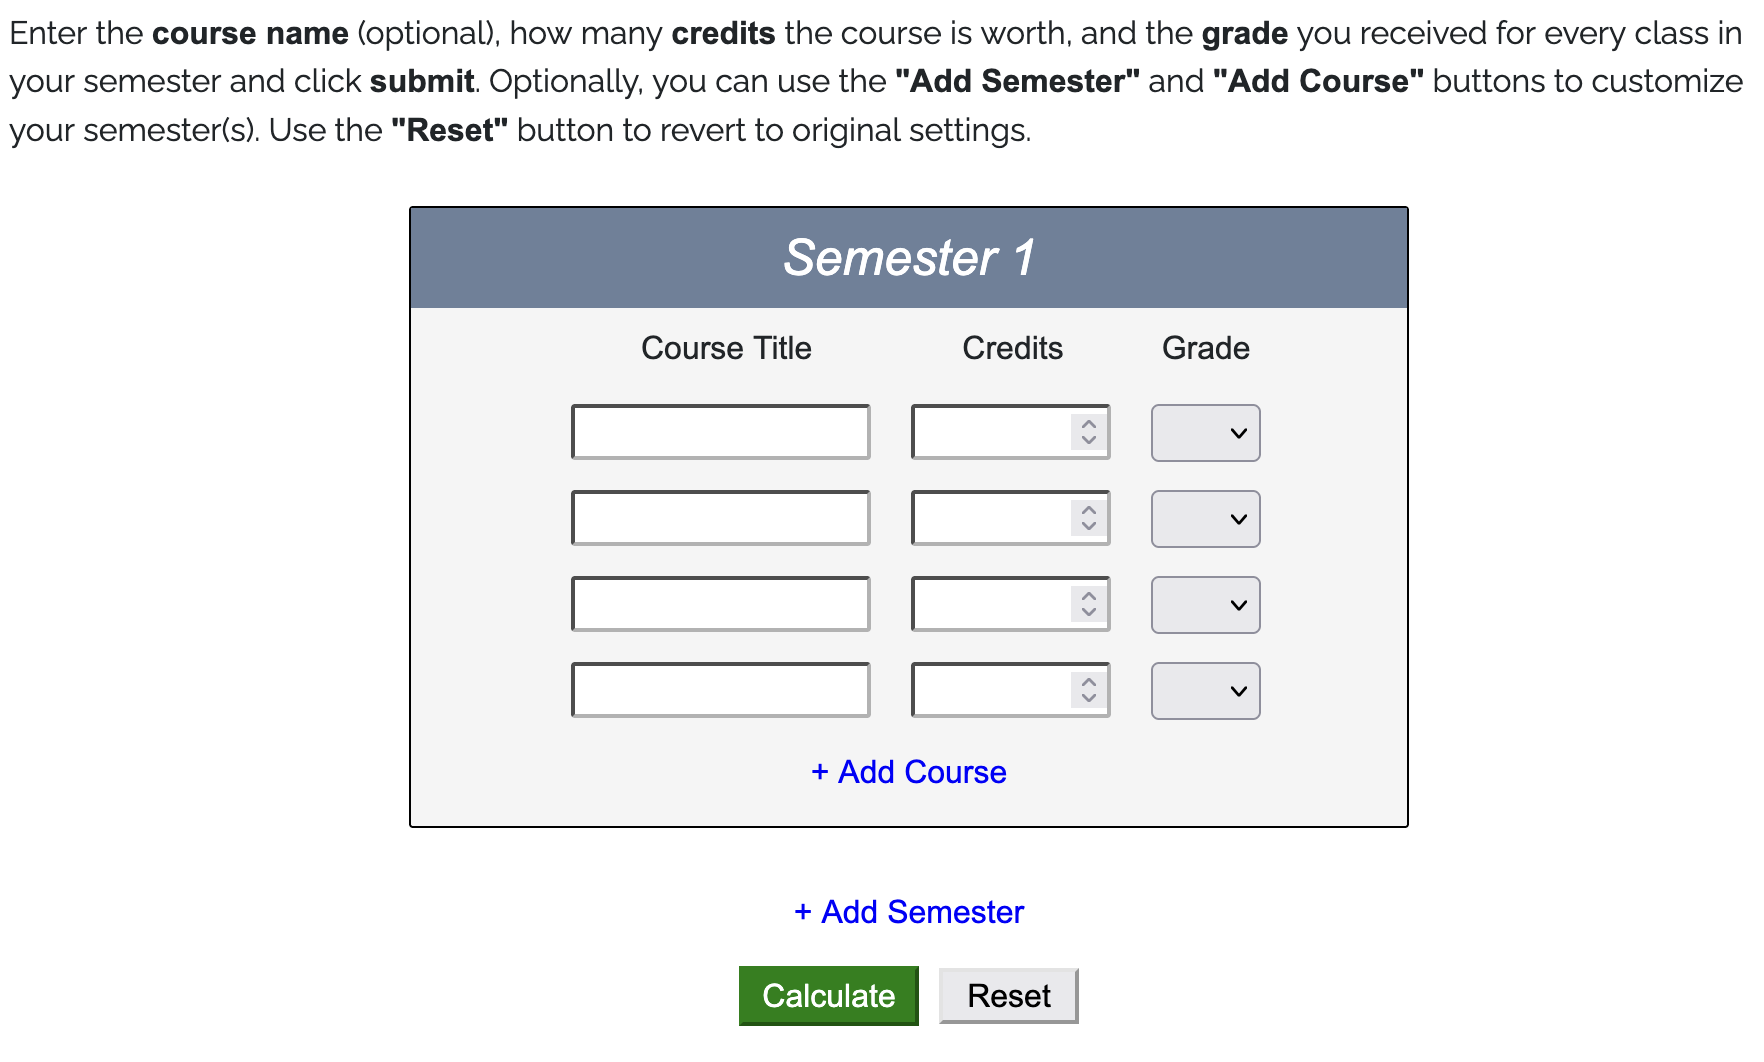 Enter the course name (optional), how many credits the course is worth, and the grade you received for every class in
your semester and click submit. Optionally, you can use the "Add Semester" and "Add Course" buttons to customize
your semester(s). Use the "Reset" button to revert to original settings.
Semester 1
Course Title Credits Grade
+ Add Course
+ Add Semester
Calculate Reset